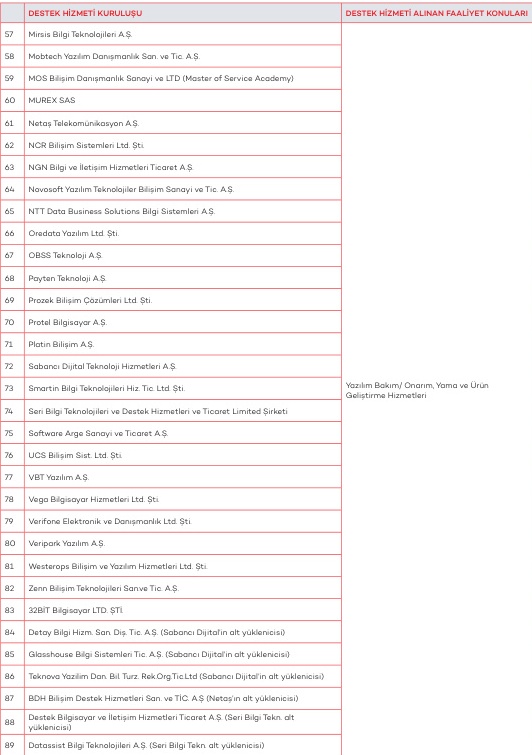 DESTEK HİZMETİ KURULUŞU DESTEK HİZMETİ ALINAN FAALİYET KONULARI
57 Mirsis Bilgi Teknolojileri A.Ş.
58 Mobtech Yazılım Danışmanlık San. ve Tic. A.Ş.
59 MOS Bilişim Danışmanlık Sanayi ve LTD (Master of Service Academy)
60 MUREX SAS
61 Netaş Telekomünikasyon A.Ş.
62 NCR Bilişim Sistemleri Ltd. Şti.
63 NGN Bilgi ve İletişim Hizmetleri Ticaret A.Ş.
64 Novosoft Yazılım Teknolojiler Bilişim Sanayi ve Tic. A.Ş.
65 NTT Data Business Solutions Bilgi Sistemleri A.Ş.
66 Oredata Yazılım Ltd. Şti.
67 OBSS Teknoloji A.Ş.
68 Payten Teknoloji A.Ş.
69 Prozek Bilişim Çözümleri Ltd. Şti.
70 Protel Bilgisayar A.Ş.
71 Platin Bilişim A.Ş.
72 Sabancı Dijital Teknoloji Hizmetleri A.Ş.
73 Smartin Bilgi Teknolojileri Hiz. Tic. Ltd. Şti.
Yazılım Bakım/ Onarım, Yama ve Ürün
Geliştirme Hizmetleri
74 Seri Bilgi Teknolojileri ve Destek Hizmetleri ve Ticaret Limited Şirketi
75 Software Arge Sanayi ve Ticaret A.Ş.
76 UCS Bilişim Sist. Ltd. Şti.
77 VBT Yazılım A.Ş.
78 Vega Bilgisayar Hizmetleri Ltd. Şti.
79 Verifone Elektronik ve Danışmanlık Ltd. Şti.
80 Veripark Yazılım A.Ş.
81 Westerops Bilişim ve Yazılım Hizmetleri Ltd. Şti.
82 Zenn Bilişim Teknolojileri San.ve Tic. A.Ş.
83 32BİT Bilgisayar LTD. ŞTİ.
84 Detay Bilgi Hizm. San. Dış. Tic. A.Ş. (Sabancı Dijital'in alt yüklenicisi)
85 Glasshouse Bilgi Sistemleri Tic. A.Ş. (Sabancı Dijital'in alt yüklenicisi)
86 Teknova Yazilim Dan. Bil. Turz. Rek.Org.Tic.Ltd (Sabancı Dijital'in alt yüklenicisi)
87 BDH Bilişim Destek Hizmetleri San. ve TİC. A.Ş (Netaş'ın alt yüklenicisi)
88 Destek Bilgisayar ve İletişim Hizmetleri Ticaret A.Ş. (Seri Bilgi Tekn. alt
yüklenicisi)
89 Datassist Bilgi Teknolojileri A.Ş. (Seri Bilgi Tekn. alt yüklenicisi)